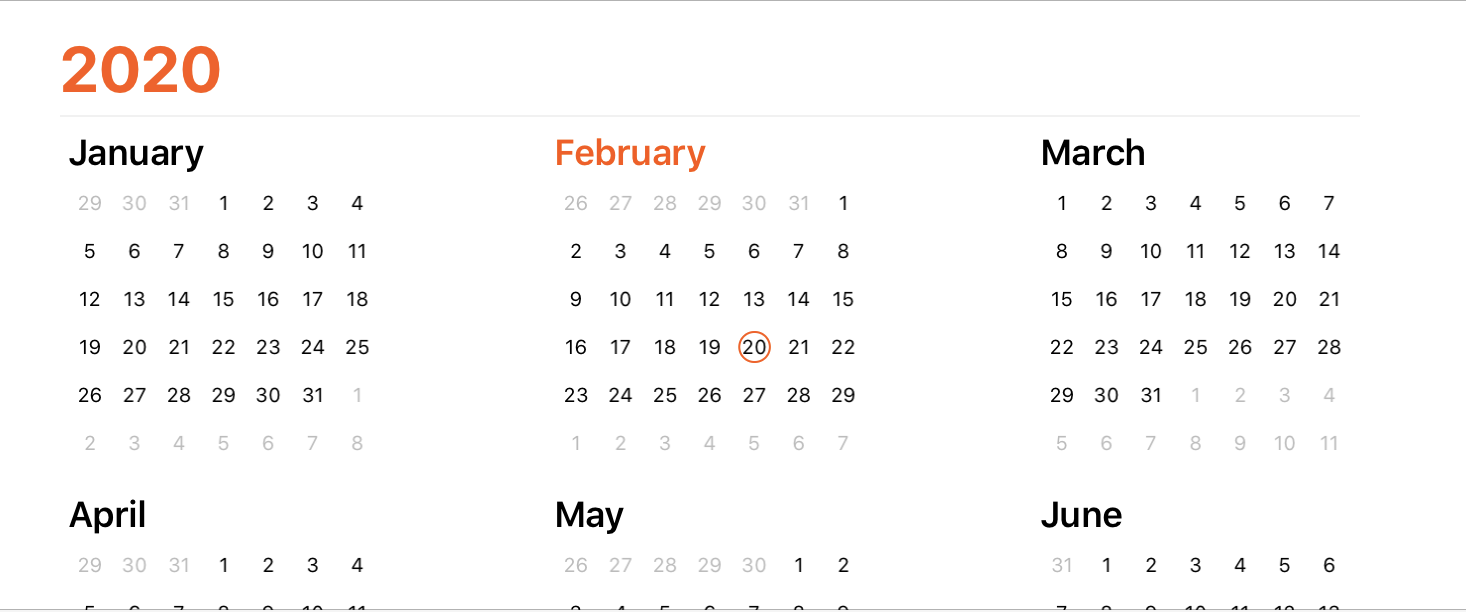 2020
January
29 30 31 1 2 3 4
5 6 7 8 9 10 11
12 13 14 15 16 17 18
19 20 21 22 23 24 25
26 27 28 29 30 31 1
2 3 4 5 6 7 8
February
26 27 28 29 30 31 1
2 3 4 5 6 7 8
9 10 11 12 13 14 15
16 17 18 19 20 21 22
23 24 25 26 27 28 29
1 2 3 4 5 6 7
March
1 2 3 4 5 6 7
8 9 10 11 12 13 14
15 16 17 18 19 20 21
22 23 24 25 26 27 28
29 30 31 1 2 3 4
5 6 7 8 9 10 11
April
29 30 31 1 2 3 4
May
26 27 28 29 30 1 2
June
31 1 2 3 4 5 6